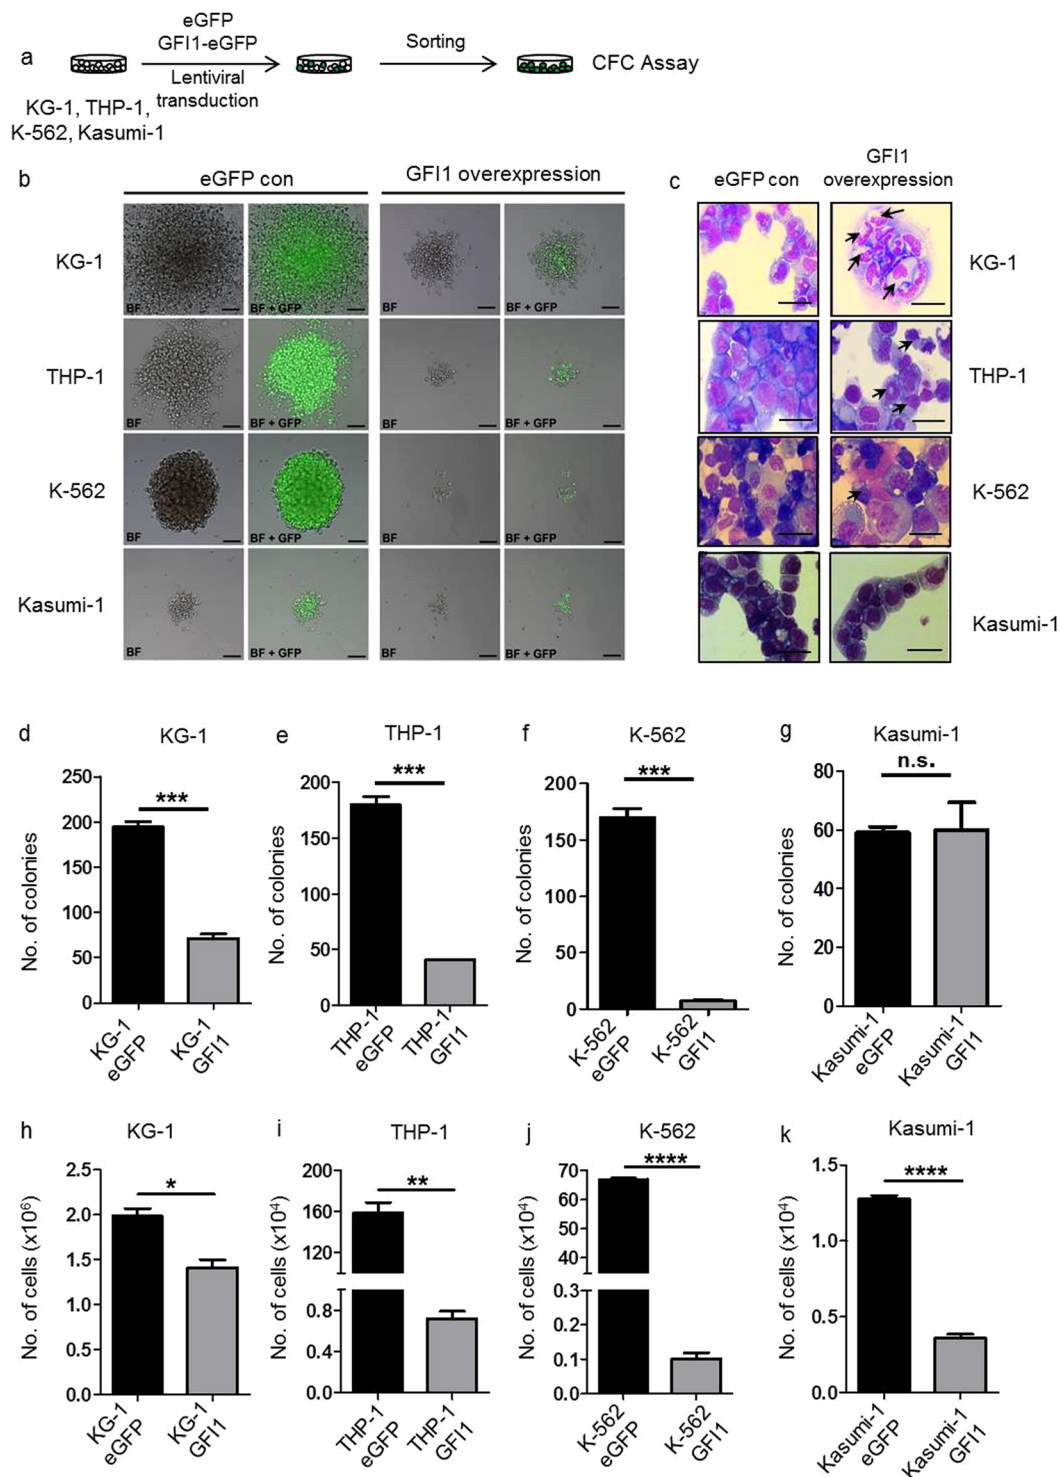 a
eGFP
GFI1-eGFP
Lentiviral
transduction
Sorting
CFC Assay
KG-1, THP-1,
K-562, Kasumi-1
b
eGFP con
GFI1 overexpression
KG-1
BF
BF + GFP
BF
BF + GFP
THP-1
BF
BF + GFP
BF
BF + GFP
K-562
BF
BF + GFP
BF
BF + GFP
Kasumi-1
BF
BF + GFP
BF
BF + GFP
c
eGFP con
GFI1
overexpression
KG-1
THP-1
K-562
Kasumi-1
d
KG-1
***
No. of colonies
250
200
150
100
50
0
KG-1
eGFP
KG-1
GFI1
e
THP-1
***
No. of colonies
200
150
100
50
0
THP-1
eGFP
THP-1
GFI1
f
K-562
***
No. of colonies
200
150
100
50
0
K-562
eGFP
K-562
GFI1
g
Kasumi-1
n.s.
No. of colonies
80
60
40
20
0
Kasumi-1
eGFP
Kasumi-1
GFI1
h
KG-1
*
No. of cells (x10⁶)
2.5
2.0
1.5
1.0
0.5
0.0
KG-1
eGFP
KG-1
GFI1
i
THP-1
**
No. of cells (x10⁴)
200
160
120
0.8
0.4
0.0
THP-1
eGFP
THP-1
GFI1
j
K-562
****
No. of cells (x10⁴)
70
60
50
40
0.3
0.2
0.1
0.0
K-562
eGFP
K-562
GFI1
k
Kasumi-1
****
No. of cells (x10⁴)
1.5
1.0
0.5
0.0
Kasumi-1
eGFP
Kasumi-1
GFI1